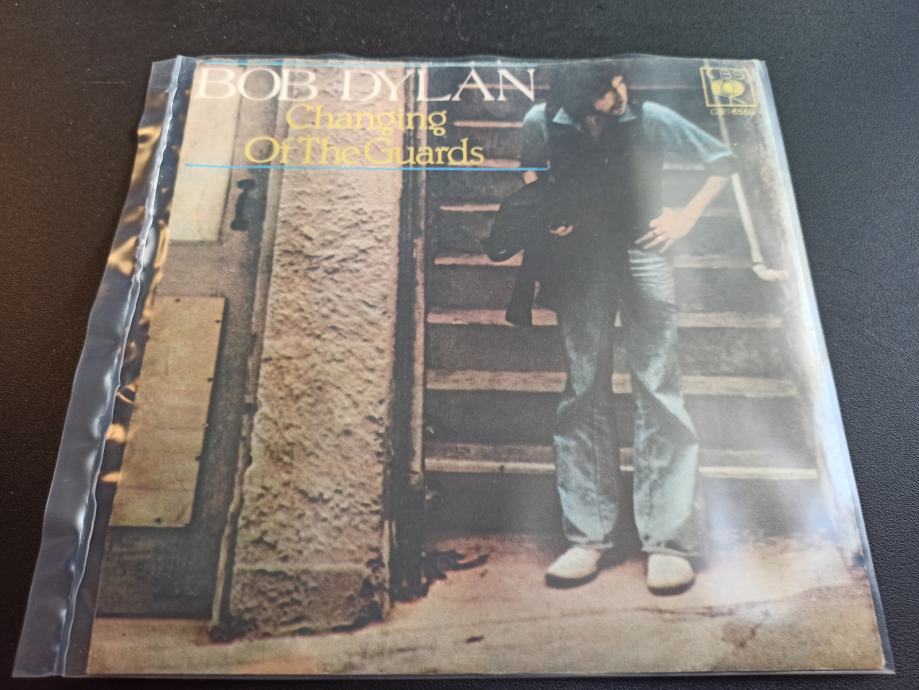 BOB DYLAN
Changing
Of The Guards
CBS